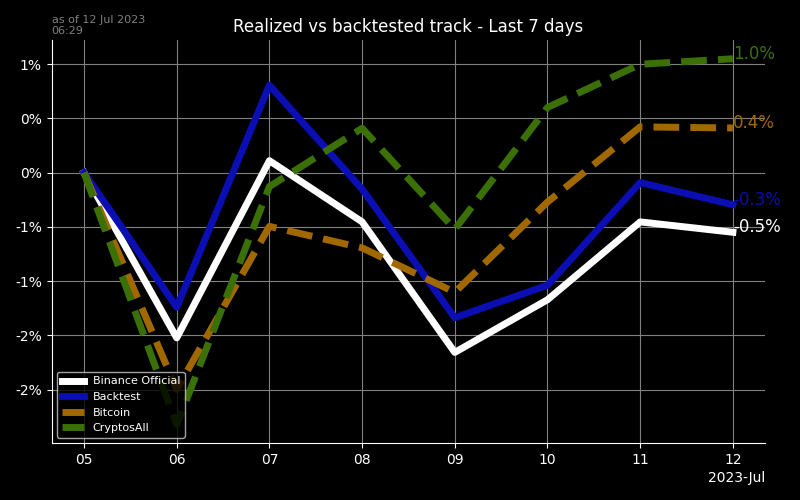 as of 12 Jul 2023
06:29
Realized vs backtested track - Last 7 days
1%
0%
0%
-1%
-1%
-2%
-2%
1.0%
0.4%
-0.3%
-0.5%
Binance Official
Backtest
Bitcoin
CryptosAll
05 06 07 08 09 10 11 12
2023-Jul